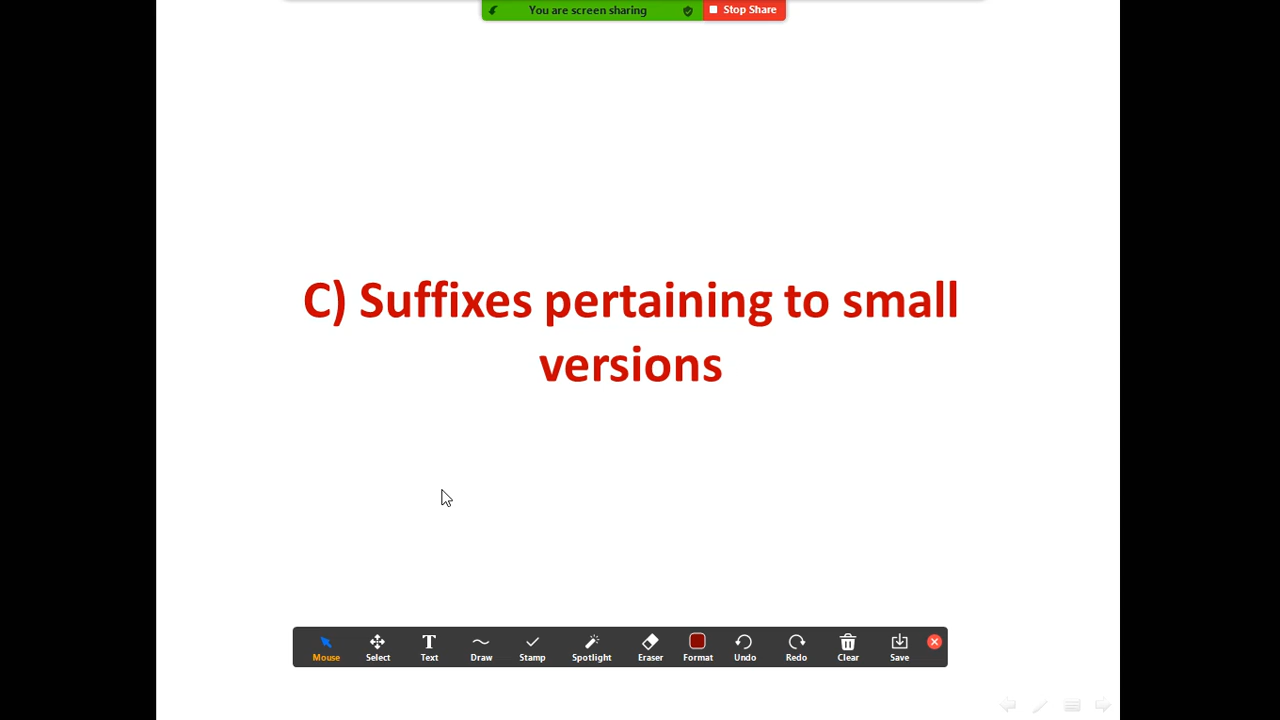 You are screen sharing Stop Share
C) Suffixes pertaining to small
versions
Mouse Select Text Draw Stamp Spotlight Eraser Format Undo Redo Clear Save